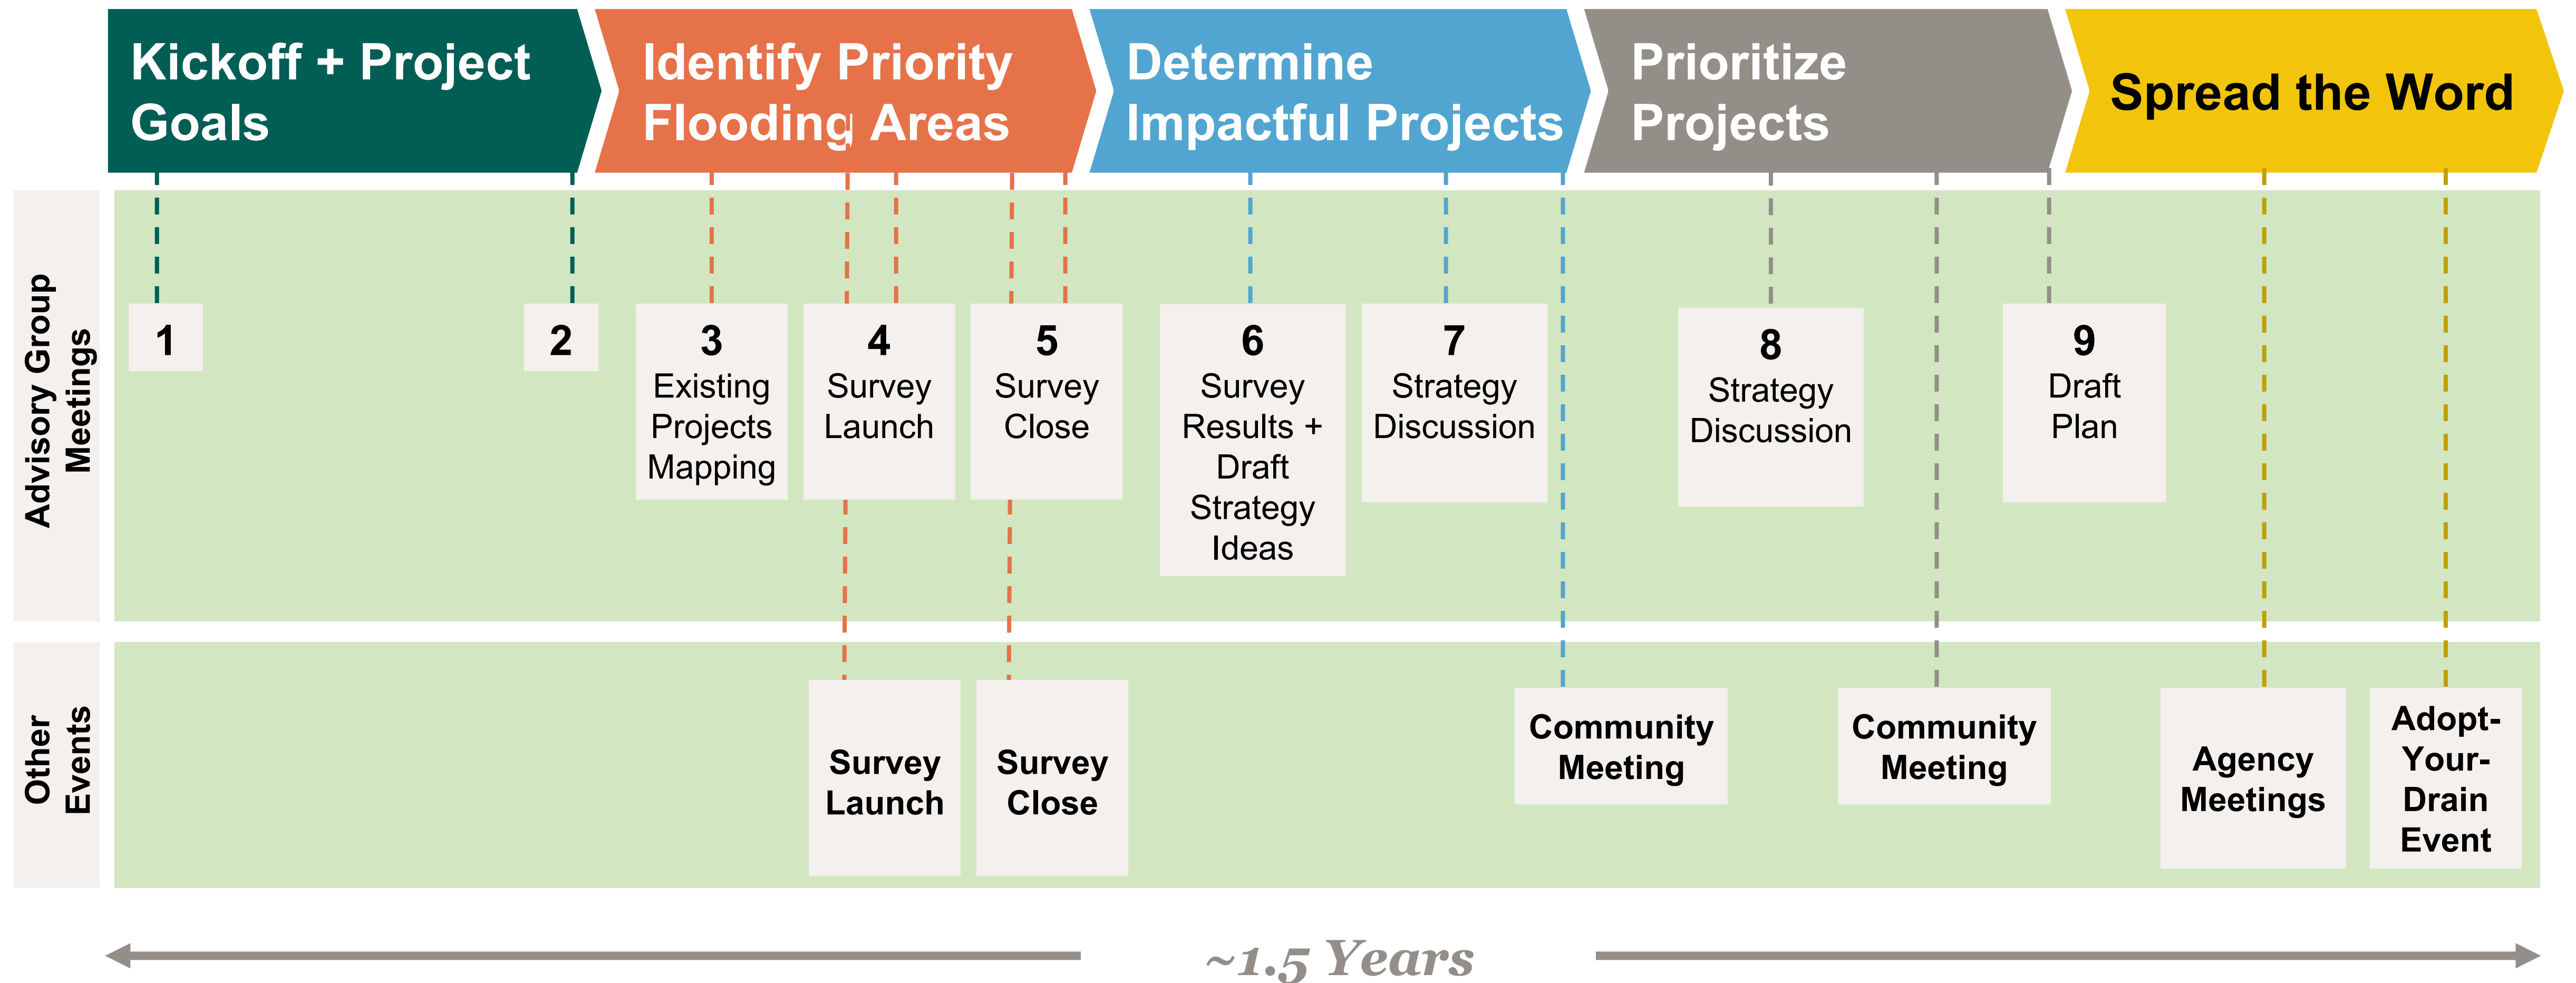 Kickoff + Project
Goals
Identify Priority
Flooding Areas
Determine
Impactful Projects
Prioritize
Projects
Spread the Word
Advisory Group
Meetings
1
2
3
Existing
Projects
Mapping
4
Survey
Launch
5
Survey
Close
6
Survey
Results +
Draft
Strategy
Ideas
7
Strategy
Discussion
8
Strategy
Discussion
9
Draft
Plan
Other
Events
Survey
Launch
Survey
Close
Community
Meeting
Community
Meeting
Agency
Meetings
Adopt-
Your-
Drain
Event
~1.5 Years